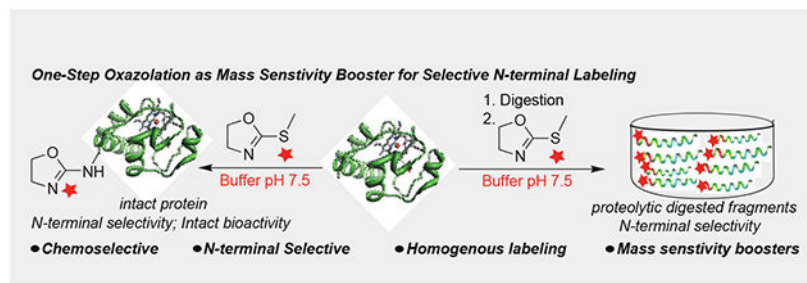 One-Step Oxazolation as Mass Senstivity Booster for Selective N-terminal Labeling
O
N
NH
O
N
S
Buffer pH 7.5
1. Digestion
2.
O
N
S
Buffer pH 7.5
intact protein
N-terminal selectivity; Intact bioactivity
proteolytic digested fragments
N-terminal selectivity
● Chemoselective
● N-terminal Selective
● Homogenous labeling
● Mass senstivity boosters